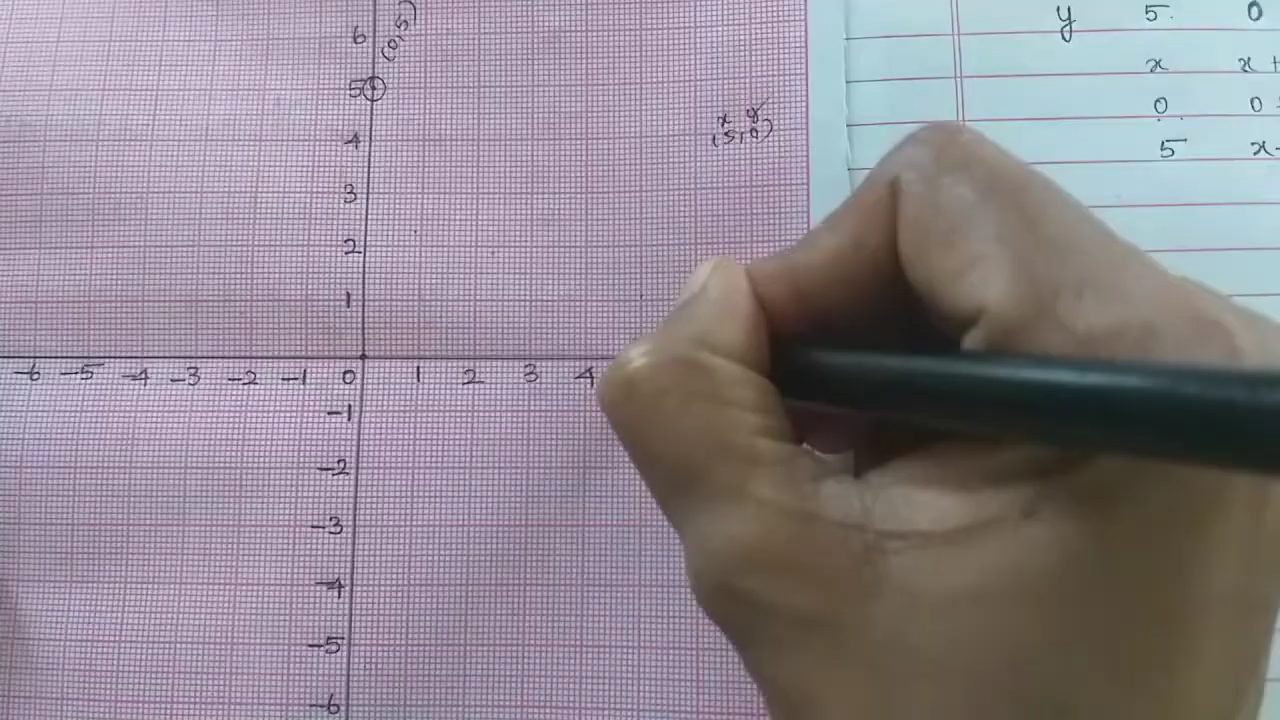 6 (0,5)
5
4
x y
(5,0)
3
2
1
-6 -5 -4 -3 -2 -1 0 1 2 3 4
-1
-2
-3
-4
-5
-6
y 5 0
x x+
0 0
5 x-